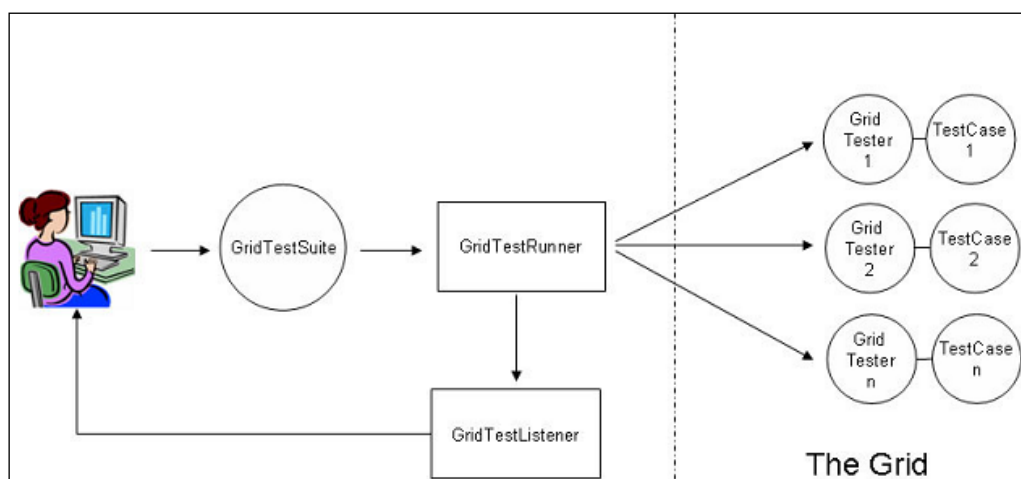 GridTestSuite
GridTestRunner
GridTestListener
Grid
Tester
1
TestCase
1
Grid
Tester
2
TestCase
2
Grid
Tester
n
TestCase
n
The Grid